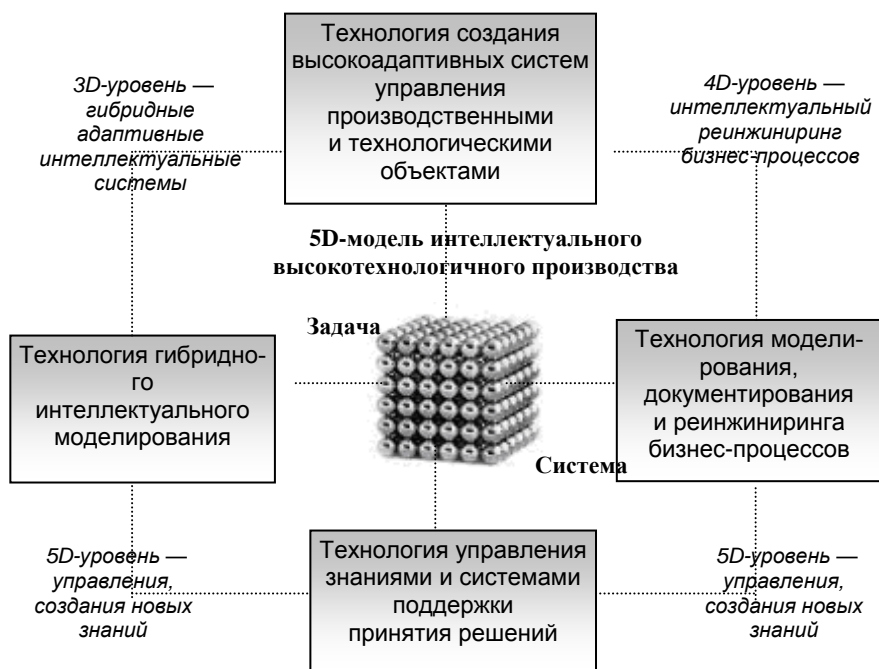 Технология создания
высокоадаптивных систем
управления
производственными
и технологическими
объектами
3D-уровень —
гибридные
адаптивные
интеллектуальные
системы
4D-уровень —
интеллектуальный
реинжиниринг
бизнес-процессов
5D-модель интеллектуального
высокотехнологичного производства
Задача
Технология гибридно-
го
интеллектуального
моделирования
Технология модели-
рования,
документирования
и реинжиниринга
бизнес-процессов
Система
5D-уровень —
управления,
создания новых
знаний
Технология управления
знаниями и системами
поддержки
принятия решений
5D-уровень —
управления,
создания новых
знаний